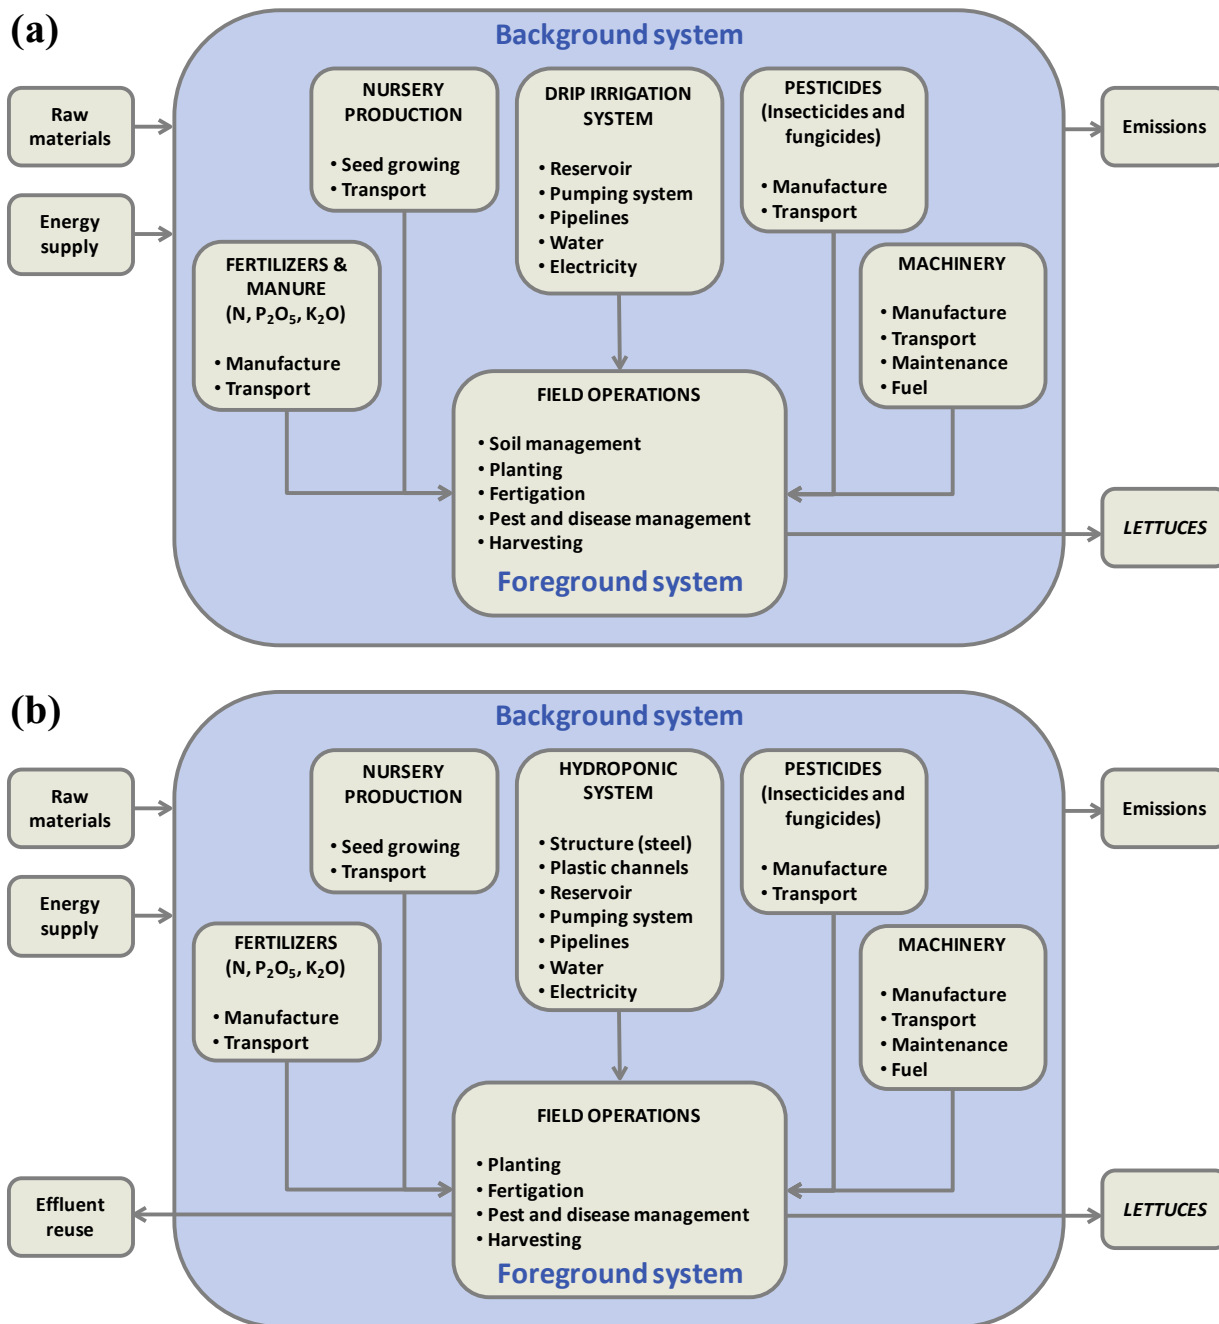 (a)
Background system
Raw
materials
Energy
supply
NURSERY
PRODUCTION
• Seed growing
• Transport
DRIP IRRIGATION
SYSTEM
• Reservoir
• Pumping system
• Pipelines
• Water
• Electricity
PESTICIDES
(Insecticides and
fungicides)
• Manufacture
• Transport
Emissions
FERTILIZERS &
MANURE
(N, P₂O₅, K₂O)
• Manufacture
• Transport
MACHINERY
• Manufacture
• Transport
• Maintenance
• Fuel
FIELD OPERATIONS
• Soil management
• Planting
• Fertigation
• Pest and disease management
• Harvesting
Foreground system
LETTUCES
(b)
Background system
Raw
materials
Energy
supply
NURSERY
PRODUCTION
• Seed growing
• Transport
HYDROPONIC
SYSTEM
• Structure (steel)
• Plastic channels
• Reservoir
• Pumping system
• Pipelines
• Water
• Electricity
PESTICIDES
(Insecticides and
fungicides)
• Manufacture
• Transport
Emissions
FERTILIZERS
(N, P₂O₅, K₂O)
• Manufacture
• Transport
MACHINERY
• Manufacture
• Transport
• Maintenance
• Fuel
FIELD OPERATIONS
• Planting
• Fertigation
• Pest and disease management
• Harvesting
Foreground system
Effluent
reuse
LETTUCES